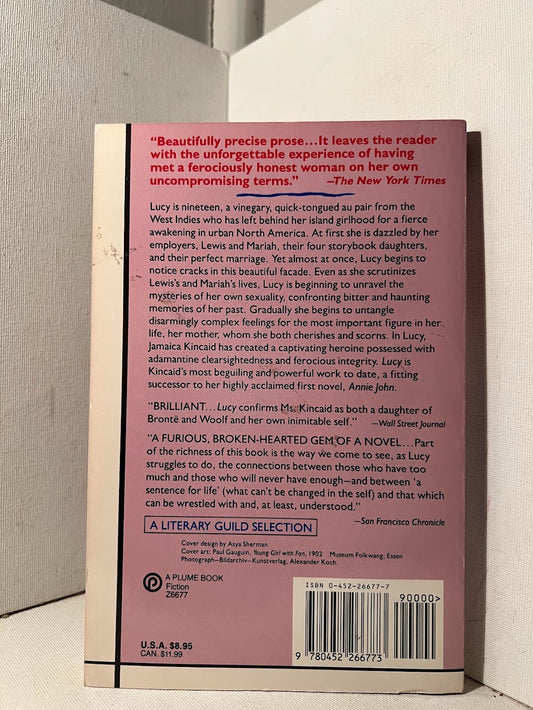 "Beautifully precise prose...It leaves the reader
with the unforgettable experience of having
met a ferociously honest woman on her own
uncompromising terms." —The New York Times
Lucy is nineteen, a vinegary, quick-tongued au pair from the
West Indies who has left behind her island girlhood for a fierce
awakening in urban North America. At first she is dazzled by her
employers, Lewis and Mariah, their four storybook daughters,
and their perfect marriage. Yet almost at once, Lucy begins to
notice cracks in this beautiful facade. Even as she scrutinizes
Lewis's and Mariah's lives, Lucy is beginning to unravel the
mysteries of her own sexuality, confronting bitter and haunting
memories of her past. Gradually she begins to untangle
disarmingly complex feelings for the most important figure in her
life, her mother, whom she both cherishes and scorns. In Lucy,
Jamaica Kincaid has created a captivating heroine possessed with
adamantine clearsightedness and ferocious integrity. Lucy is
Kincaid's most beguiling and powerful work to date, a fitting
successor to her highly acclaimed first novel, Annie John.
"BRILLIANT...Lucy confirms Ms. Kincaid as both a daughter of
Brontë and Woolf and her own inimitable self." —Wall Street Journal
"A FURIOUS, BROKEN-HEARTED GEM OF A NOVEL...Part
of the richness of this book is the way we come to see, as Lucy
struggles to do, the connections between those who have too
much and those who will never have enough—and between 'a
sentence for life' (what can't be changed in the self) and that which
can be wrestled with and, at least, understood."
—San Francisco Chronicle
A LITERARY GUILD SELECTION
Cover design by Asya Sherman
Cover art: Paul Gauguin, Young Girl with Fan, 1902 Museum Folkwang, Essen
Photograph—Bildarchiv—Kunstverlag, Alexander Koch
P
A PLUME BOOK
Fiction
Z6677
U.S.A. $8.95
CAN. $11.99
ISBN 0-452-26677-7
90000>
9 780452 266773